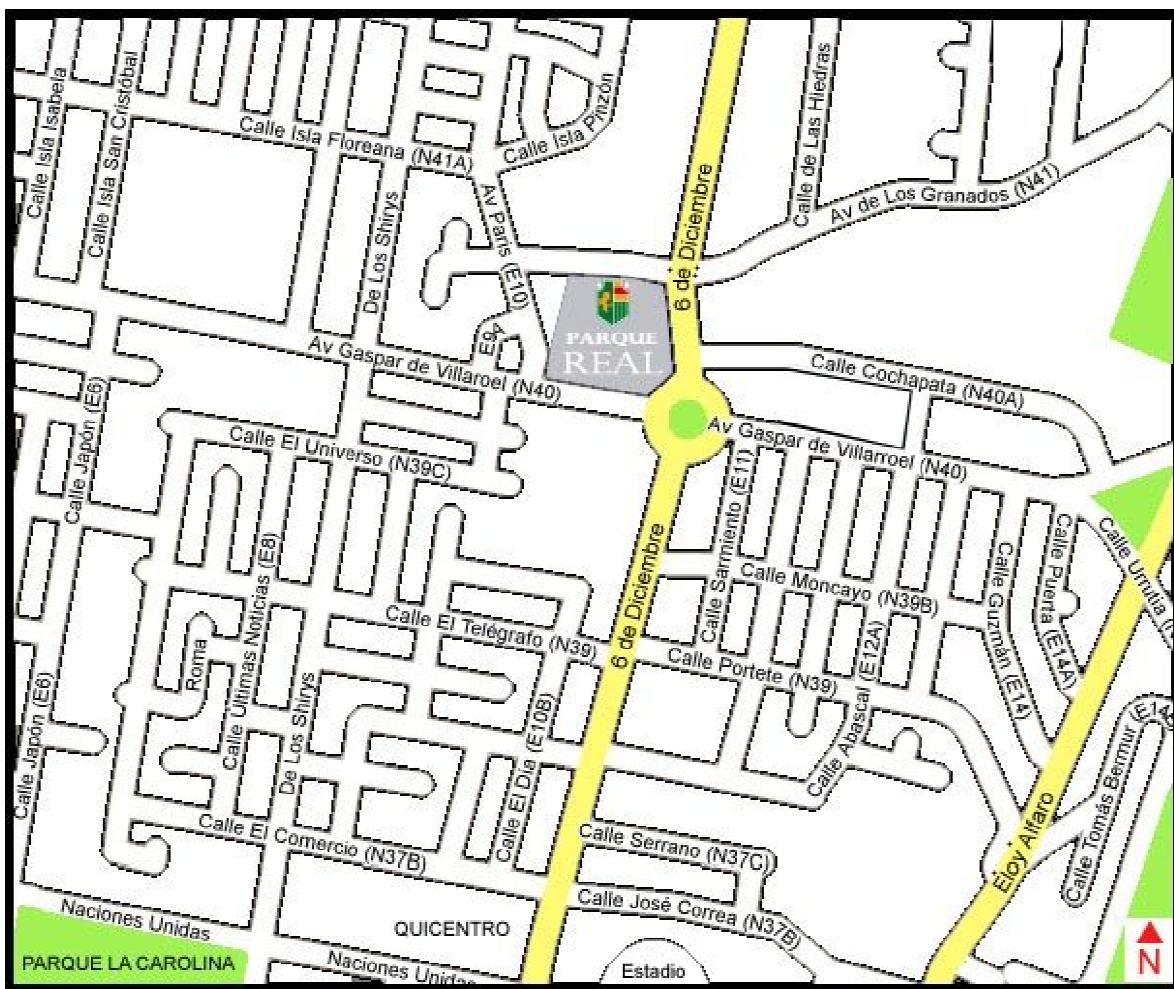 Calle Isla Isabela
Calle Isla San Cristóbal
Calle Isla Floreana (N41A)
Calle Isla Pinzón
Calle de Las Hiedras
Av de Los Granados (N41)
De Los Shirys
Av Paris (E10)
6 de Diciembre
PARQUE
REAL
E9A
Av Gaspar de Villaroel (N40)
Calle Cochapata (N40A)
Av Gaspar de Villarroel (N40)
Calle Japón (E6)
Calle El Universo (N39C)
Calle Sarmiento (E11)
Calle Moncayo (N39B)
Calle Guzmán (E14)
Calle Puerta (E14A)
Calle Urrutia
Calle Ultimas Noticias (E8)
Roma
Calle El Telégrafo (N39)
6 de Diciembre
Calle Portete (N39)
Calle Abascal (E12A)
Calle Japón (E6)
De Los Shirys
Calle El Dia (E10B)
Calle Tomás Bermur (E14
Eloy Alfaro
Calle El Comercio (N37B)
Calle Serrano (N37C)
Calle José Correa (N37B)
Naciones Unidas
QUICENTRO
PARQUE LA CAROLINA
Naciones Unidas
Estadio
N